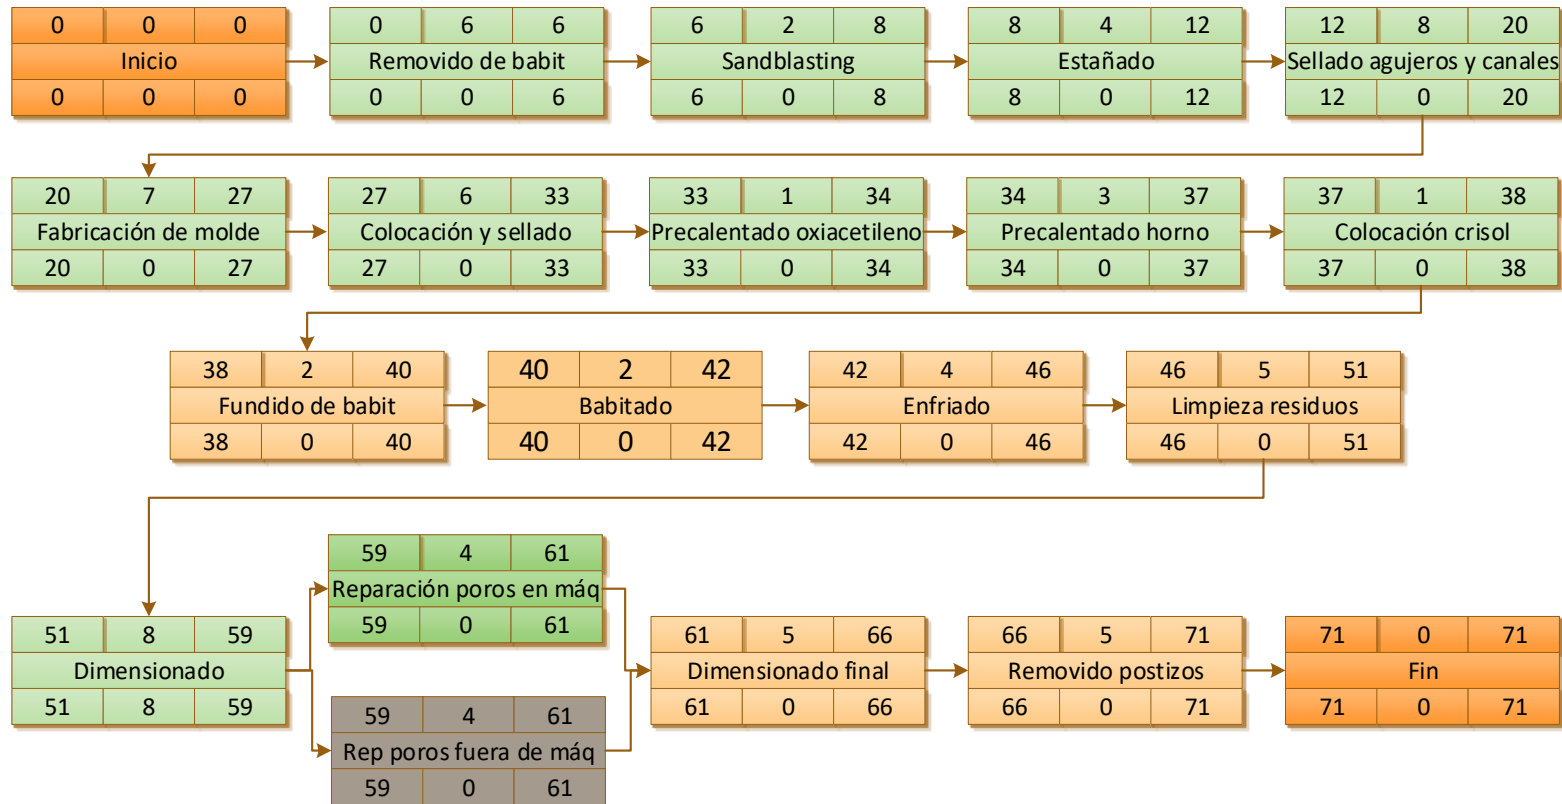 0 0 0
Inicio
0 0 0
0 6 6
Removido de babit
0 0 6
6 2 8
Sandblasting
6 0 8
8 4 12
Estañado
8 0 12
12 8 20
Sellado agujeros y canales
12 0 20
20 7 27
Fabricación de molde
20 0 27
27 6 33
Colocación y sellado
27 0 33
33 1 34
Precalentado oxiacetileno
33 0 34
34 3 37
Precalentado horno
34 0 37
37 1 38
Colocación crisol
37 0 38
38 2 40
Fundido de babit
38 0 40
40 2 42
Babitado
40 0 42
42 4 46
Enfriado
42 0 46
46 5 51
Limpieza residuos
46 0 51
51 8 59
Dimensionado
51 8 59
59 4 61
Reparación poros en máq
59 0 61
59 4 61
Rep poros fuera de máq
59 0 61
61 5 66
Dimensionado final
61 0 66
66 5 71
Removido postizos
66 0 71
71 0 71
Fin
71 0 71